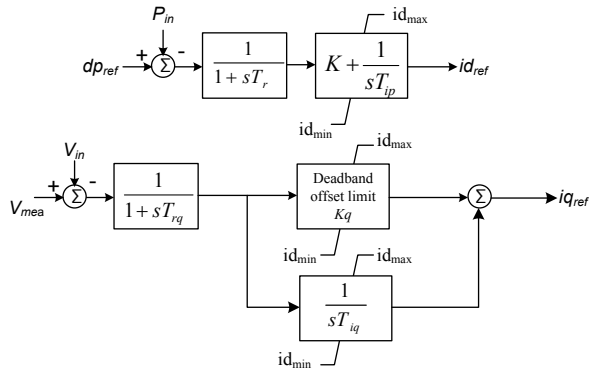 P_in id_max
dp_ref + - Σ 1 / 1 + sT_r K + 1 / sT_ip id_ref
id_min
V_in id_max
V_mea + - Σ 1 / 1 + sT_rq Deadband offset limit Kq Σ iq_ref
id_min id_max
1 / sT_iq
id_min